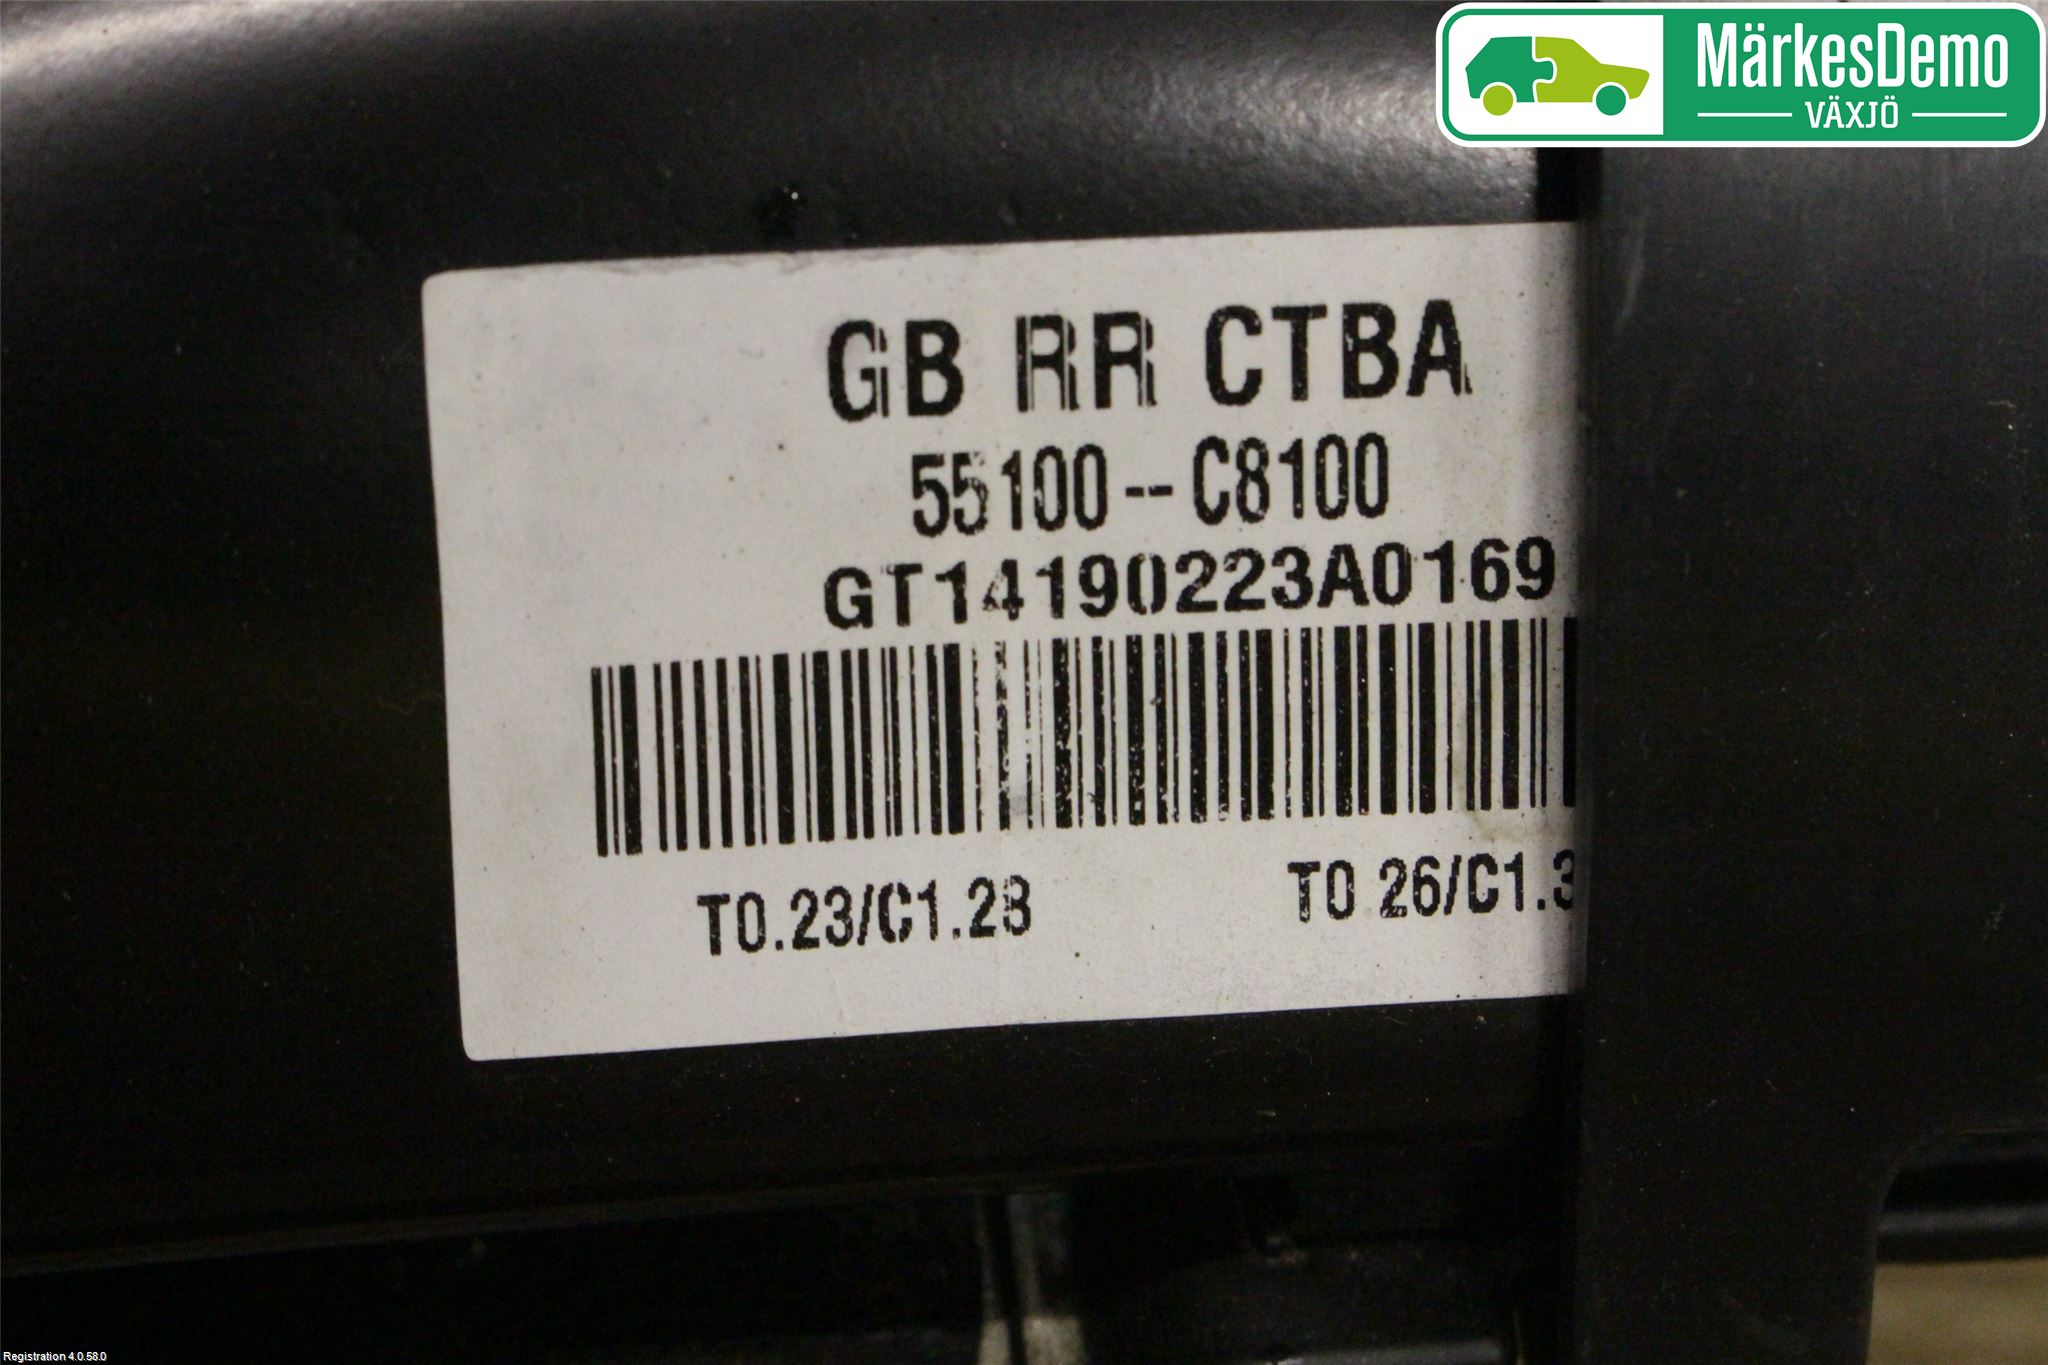 MärkesDemo
VÄXJÖ
GB RR CTBA
55100--C8100
GT14190223A0169
T0.23/C1.28
T0 26/C1.3
Registration 4.0.58.0